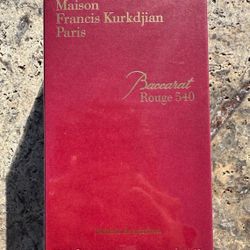 Maison
Francis Kurkdjian
Paris
Baccarat
Rouge 540